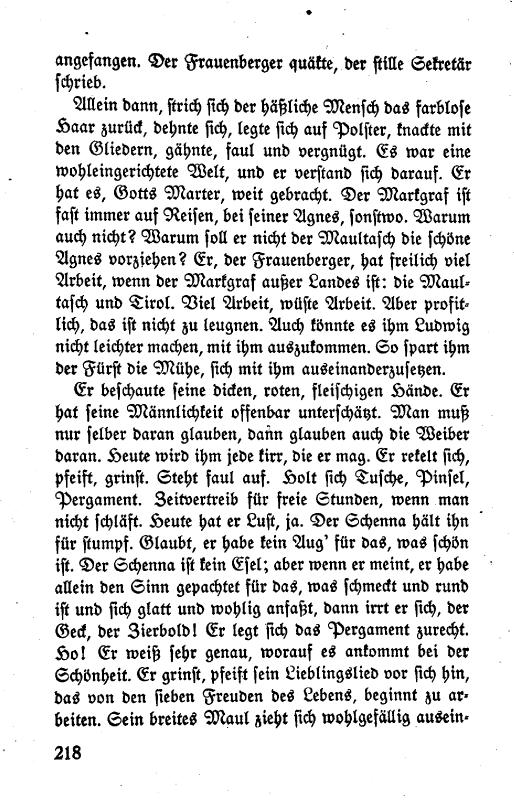 angefangen. Der Frauenberger quäkte, der stille Sekretär
schrieb.
Allein dann, strich sich der häßliche Mensch das farblose
Haar zurück, dehnte sich, legte sich auf Polster, knackte mit
den Gliedern, gähnte, faul und vergnügt. Es war eine
wohleingerichtete Welt, und er verstand sich darauf. Er
hat es, Gotts Marter, weit gebracht. Der Markgraf ist
fast immer auf Reisen, bei seiner Agnes, sonstwo. Warum
auch nicht? Warum soll er nicht der Maultasch die schöne
Agnes vorziehen? Er, der Frauenberger, hat freilich viel
Arbeit, wenn der Markgraf außer Landes ist: die Maul-
tasch und Tirol. Viel Arbeit, wüste Arbeit. Aber profit-
lich, das ist nicht zu leugnen. Auch könnte es ihm Ludwig
nicht leichter machen, mit ihm auszukommen. So spart ihm
der Fürst die Mühe, sich mit ihm auseinanderzusetzen.
Er beschaute seine dicken, roten, fleischigen Hände. Er
hat seine Männlichkeit offenbar unterschätzt. Man muß
nur selber daran glauben, dann glauben auch die Weiber
daran. Heute wird ihm jede kirr, die er mag. Er rekelt sich,
pfeift, grinst. Steht faul auf. Holt sich Tusche, Pinsel,
Pergament. Zeitvertreib für freie Stunden, wenn man
nicht schläft. Heute hat er Lust, ja. Der Schenna hält ihn
für stumpf. Glaubt, er habe kein Aug' für das, was schön
ist. Der Schenna ist kein Esel; aber wenn er meint, er habe
allein den Sinn gepachtet für das, was schmeckt und rund
ist und sich glatt und wohlig anfaßt, dann irrt er sich, der
Geck, der Zierbold! Er legt sich das Pergament zurecht.
Ho! Er weiß sehr genau, worauf es ankommt bei der
Schönheit. Er grinst, pfeift sein Lieblingslied vor sich hin,
das von den sieben Freuden des Lebens, beginnt zu ar-
beiten. Sein breites Maul zieht sich wohlgefällig ausein-
218